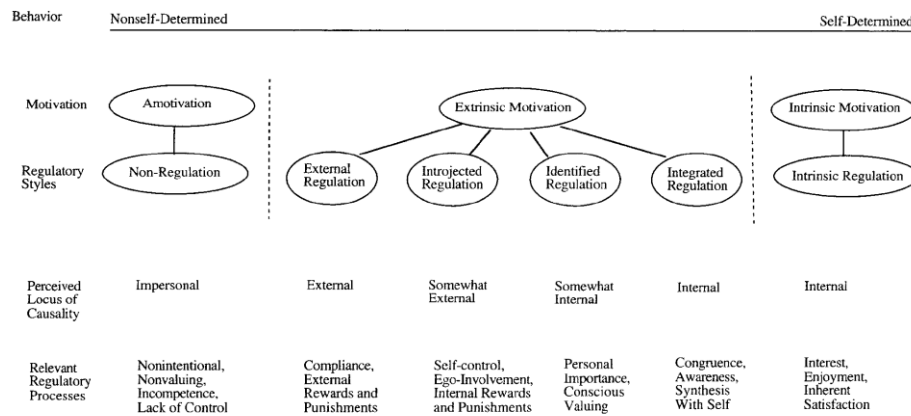 Behavior
Nonself-Determined
Self-Determined
Motivation
Amotivation
Extrinsic Motivation
Intrinsic Motivation
Regulatory
Styles
Non-Regulation
External
Regulation
Introjected
Regulation
Identified
Regulation
Integrated
Regulation
Intrinsic Regulation
Perceived
Locus of
Causality
Impersonal
External
Somewhat
External
Somewhat
Internal
Internal
Internal
Relevant
Regulatory
Processes
Nonintentional,
Nonvaluing,
Incompetence,
Lack of Control
Compliance,
External
Rewards and
Punishments
Self-control,
Ego-Involvement,
Internal Rewards
and Punishments
Personal
Importance,
Conscious
Valuing
Congruence,
Awareness,
Synthesis
With Self
Interest,
Enjoyment,
Inherent
Satisfaction